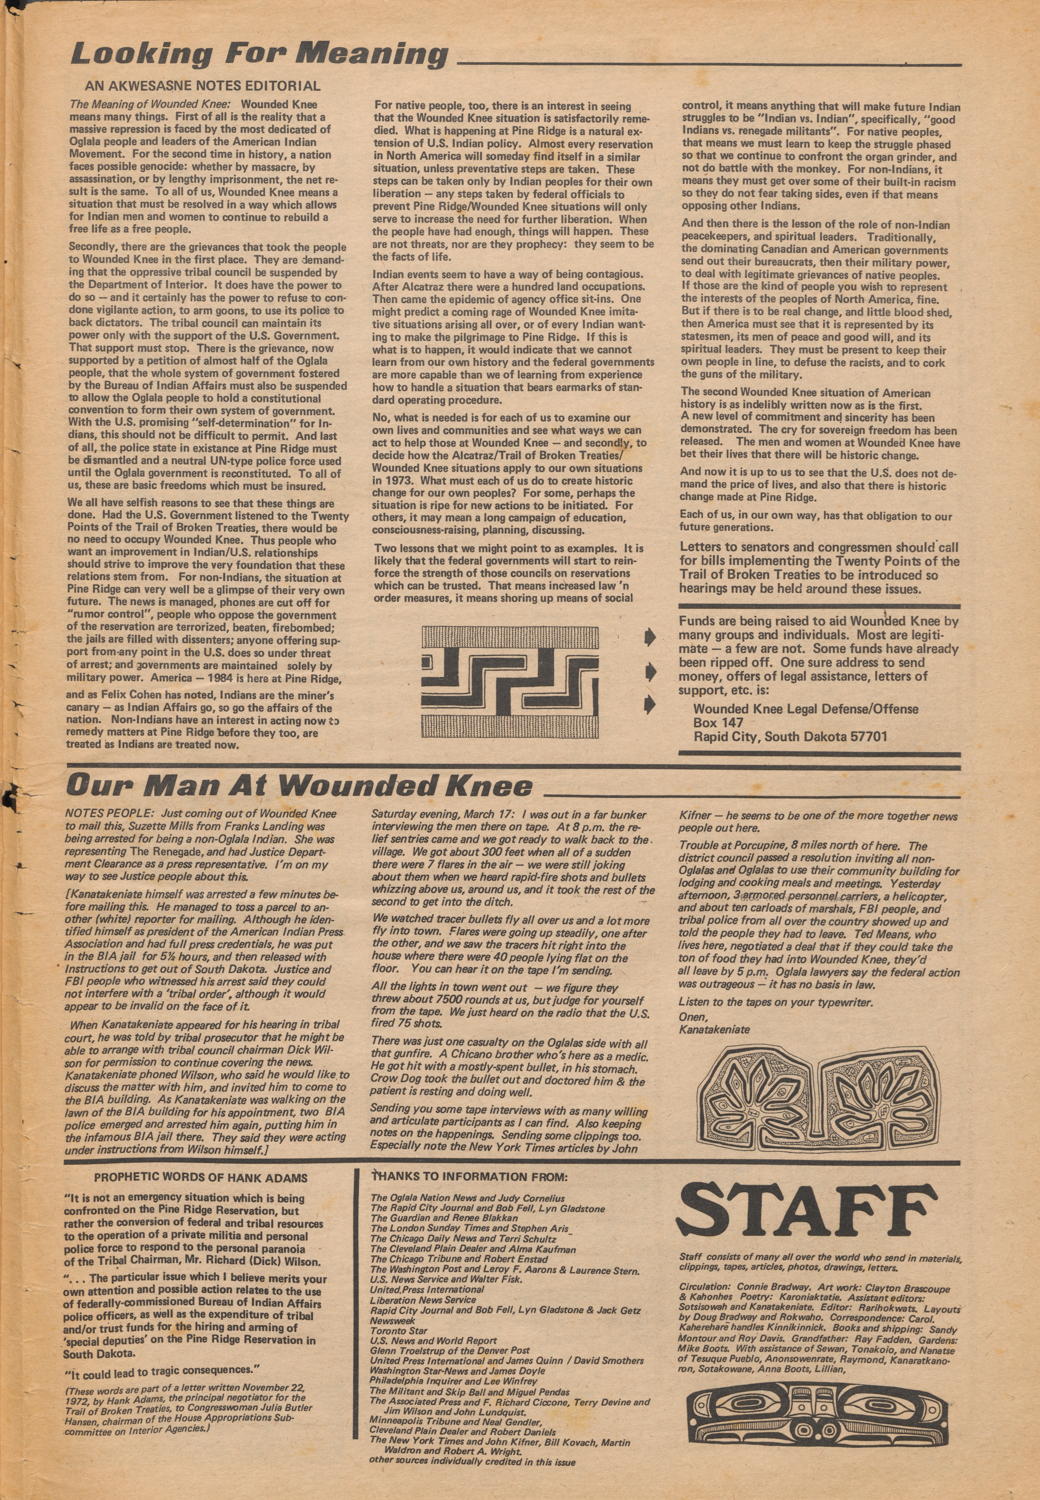 Looking For Meaning
AN AKWESASNE NOTES EDITORIAL
The Meaning of Wounded Knee: Wounded Knee
means many things. First of all is the reality that a
massive repression is faced by the most dedicated of
Oglala people and leaders of the American Indian
Movement. For the second time in history, a nation
faces possible genocide: whether by massacre, by
assassination, or by lengthy imprisonment, the net re-
sult is the same. To all of us, Wounded Knee means a
situation that must be resolved in a way which allows
for Indian men and women to continue to rebuild a
free life as a free people.
Secondly, there are the grievances that took the people
to Wounded Knee in the first place. They are demand-
ing that the oppressive tribal council be suspended by
the Department of Interior. It does have the power to
do so — and it certainly has the power to refuse to con-
done vigilante action, to arm goons, to use its police to
back dictators. The tribal council can maintain its
power only with the support of the U.S. Government.
That support must stop. There is the grievance, now
supported by a petition of almost half of the Oglala
people, that the whole system of government fostered
by the Bureau of Indian Affairs must also be suspended
to allow the Oglala people to hold a constitutional
convention to form their own system of government.
With the U.S. promising "self-determination" for In-
dians, this should not be difficult to permit. And last
of all, the police state in existance at Pine Ridge must
be dismantled and a neutral UN-type police force used
until the Oglala government is reconstituted. To all of
us, these are basic freedoms which must be insured.
We all have selfish reasons to see that these things are
done. Had the U.S. Government listened to the Twenty
Points of the Trail of Broken Treaties, there would be
no need to occupy Wounded Knee. Thus people who
want an improvement in Indian/U.S. relationships
should strive to improve the very foundation that these
relations stem from. For non-Indians, the situation at
Pine Ridge can very well be a glimpse of their very own
future. The news is managed, phones are cut off for
"rumor control", people who oppose the government
of the reservation are terrorized, beaten, firebombed;
the jails are filled with dissenters; anyone offering sup-
port from any point in the U.S. does so under threat
of arrest; and governments are maintained solely by
military power. America — 1984 is here at Pine Ridge,
and as Felix Cohen has noted, Indians are the miner's
canary — as Indian Affairs go, so go the affairs of the
nation. Non-Indians have an interest in acting now to
remedy matters at Pine Ridge before they too, are
treated as Indians are treated now.
For native people, too, there is an interest in seeing
that the Wounded Knee situation is satisfactorily reme-
died. What is happening at Pine Ridge is a natural ex-
tension of U.S. Indian policy. Almost every reservation
in North America will someday find itself in a similar
situation, unless preventative steps are taken. These
steps can be taken only by Indian peoples for their own
liberation — any steps taken by federal officials to
prevent Pine Ridge/Wounded Knee situations will only
serve to increase the need for further liberation. When
the people have had enough, things will happen. These
are not threats, nor are they prophecy: they seem to be
the facts of life.
Indian events seem to have a way of being contagious.
After Alcatraz there were a hundred land occupations.
Then came the epidemic of agency office sit-ins. One
might predict a coming rage of Wounded Knee imita-
tive situations arising all over, or of every Indian want-
ing to make the pilgrimage to Pine Ridge. If this is
what is to happen, it would indicate that we cannot
learn from our own history and the federal governments
are more capable than we of learning from experience
how to handle a situation that bears earmarks of stan-
dard operating procedure.
No, what is needed is for each of us to examine our
own lives and communities and see what ways we can
act to help those at Wounded Knee — and secondly, to
decide how the Alcatraz/Trail of Broken Treaties/
Wounded Knee situations apply to our own situations
in 1973. What must each of us do to create historic
change for our own peoples? For some, perhaps the
situation is ripe for new actions to be initiated. For
others, it may mean a long campaign of education,
consciousness-raising, planning, discussing.
Two lessons that we might point to as examples. It is
likely that the federal governments will start to rein-
force the strength of those councils on reservations
which can be trusted. That means increased law 'n
order measures, it means shoring up means of social
control, it means anything that will make future Indian
struggles to be "Indian vs. Indian", specifically, "good
Indians vs. renegade militants". For native peoples,
that means we must learn to keep the struggle phased
so that we continue to confront the organ grinder, and
not do battle with the monkey. For non-Indians, it
means they must get over some of their built-in racism
so they do not fear taking sides, even if that means
opposing other Indians.
And then there is the lesson of the role of non-Indian
peacekeepers, and spiritual leaders. Traditionally,
the dominating Canadian and American governments
send out their bureaucrats, then their military power,
to deal with legitimate grievances of native peoples.
If those are the kind of peoples you wish to represent
the interests of the peoples of North America, fine.
But if there is to be real change, and little blood shed,
then America must see that it is represented by its
statesmen, its men of peace and good will, and its
spiritual leaders. They must be present to keep their
own people in line, to defuse the racists, and to cork
the guns of the military.
The second Wounded Knee situation of American
history is as indelibly written now as is the first.
A new level of commitment and sincerity has been
demonstrated. The cry for sovereign freedom has been
released. The men and women at Wounded Knee have
bet their lives that there will be historic change.
And now it is up to us to see that the U.S. does not de-
mand the price of lives, and also that there is historic
change made at Pine Ridge.
Each of us, in our own way, has that obligation to our
future generations.
Letters to senators and congressmen should call
for bills implementing the Twenty Points of the
Trail of Broken Treaties to be introduced so
hearings may be held around these issues.
Funds are being raised to aid Wounded Knee by
many groups and individuals. Most are legiti-
mate — a few are not. Some funds have already
been ripped off. One sure address to send
money, offers of legal assistance, letters of
support, etc. is:
Wounded Knee Legal Defense/Offense
Box 147
Rapid City, South Dakota 57701
Our Man At Wounded Knee
NOTES PEOPLE: Just coming out of Wounded Knee
to mail this, Suzette Mills from Franks Landing was
being arrested for being a non-Oglala Indian. She was
representing The Renegade, and had Justice Depart-
ment Clearance as a press representative. I'm on my
way to see Justice people about this.
[Kanatakeniate himself was arrested a few minutes be-
fore mailing this. He managed to toss a parcel to an-
other (white) reporter for mailing. Although he iden-
tified himself as president of the American Indian Press
Association and had full press credentials, he was put
in the BIA jail for 5½ hours, and then released with
instructions to get out of South Dakota. Justice and
FBI people who witnessed his arrest said they could
not interfere with a 'tribal order', although it would
appear to be invalid on the face of it.
When Kanatakeniate appeared for his hearing in tribal
court, he was told by tribal prosecutor that he might be
able to arrange with tribal council chairman Dick Wil-
son for permission to continue covering the news.
Kanatakeniate phoned Wilson, who said he would like to
discuss the matter with him, and invited him to come to
the BIA building. As Kanatakeniate was walking on the
lawn of the BIA building for his appointment, two BIA
police emerged and arrested him again, putting him in
the infamous BIA jail there. They said they were acting
under instructions from Wilson himself.]
Saturday evening, March 17: I was out in a far bunker
interviewing the men there on tape. At 8 p.m. the re-
lief sentries came and we got ready to walk back to the
village. We got about 300 feet when all of a sudden
there were 7 flares in the air — we were still joking
about them when we heard rapid-fire shots and bullets
whizzing above us, around us, and it took the rest of the
second to get into the ditch.
We watched tracer bullets fly all over us and a lot more
fly into town. Flares were going up steadily, one after
the other, and we saw the tracers hit right into the
house where there were 40 people lying flat on the
floor. You can hear it on the tape I'm sending.
All the lights in town went out — we figure they
threw about 7500 rounds at us, but judge for yourself
from the tape. We just heard on the radio that the U.S.
fired 75 shots.
There was just one casualty on the Oglalas side with all
that gunfire. A Chicano brother who's here as a medic.
He got hit with a mostly-spent bullet, in his stomach.
Crow Dog took the bullet out and doctored him & the
patient is resting and doing well.
Sending you some tape interviews with as many willing
and articulate participants as I can find. Also keeping
notes on the happenings. Sending some clippings too.
Especially note the New York Times articles by John
Kifner — he seems to be one of the more together news
people out here.
Trouble at Porcupine, 8 miles north of here. The
district council passed a resolution inviting all non-
Oglalas and Oglalas to use their community building for
lodging and cooking meals and meetings. Yesterday
afternoon, 3 armored personnel carriers, a helicopter,
and about ten carloads of marshals, FBI people, and
tribal police from all over the country showed up and
told the people they had to leave. Ted Means, who
lives here, negotiated a deal that if they could take the
ton of food they had into Wounded Knee, they'd
all leave by 5 p.m. Oglala lawyers say the federal action
was outrageous — it has no basis in law.
Listen to the tapes on your typewriter.
Onen,
Kanatakeniate
PROPHETIC WORDS OF HANK ADAMS
"It is not an emergency situation which is being
confronted on the Pine Ridge Reservation, but
rather the conversion of federal and tribal resources
to the operation of a private militia and personal
police force to respond to the personal paranoia
of the Tribal Chairman, Mr. Richard (Dick) Wilson.
". . . The particular issue which I believe merits your
own attention and possible action relates to the use
of federally-commissioned Bureau of Indian Affairs
police officers, as well as the expenditure of tribal
and/or trust funds for the hiring and arming of
'special deputies' on the Pine Ridge Reservation in
South Dakota.
"It could lead to tragic consequences."
(These words are part of a letter written November 22,
1972, by Hank Adams, the principal negotiator for the
Trail of Broken Treaties, to Congresswoman Julia Butler
Hansen, chairman of the House Appropriations Sub-
committee on Interior Agencies.)
THANKS TO INFORMATION FROM:
The Oglala Nation News and Judy Cornelius
The Rapid City Journal and Bob Fell, Lyn Gladstone
The Guardian and Renee Blakkan
The London Sunday Times and Stephen Aris
The Chicago Daily News and Terri Schultz
The Cleveland Plain Dealer and Alma Kaufman
The Chicago Tribune and Robert Enstad
The Washington Post and Leroy F. Aarons & Laurence Stern.
U.S. News Service and Walter Fisk.
United Press International
Liberation News Service
Rapid City Journal and Bob Fell, Lyn Gladstone & Jack Getz
Newsweek
Toronto Star
U.S. News and World Report
Glenn Troelstrup of the Denver Post
United Press International and James Quinn / David Smothers
Washington Star-News and James Doyle
Philadelphia Inquirer and Lee Winfrey
The Militant and Skip Ball and Miguel Pendas
The Associated Press and F. Richard Ciccone, Terry Devine and
Jim Wilson and John Lundquist.
Minneapolis Tribune and Neal Gendler,
Cleveland Plain Dealer and Robert Daniels
The New York Times and John Kifner, Bill Kovach, Martin
Waldron and Robert A. Wright.
other sources individually credited in this issue
STAFF
Staff consists of many all over the world who send in materials,
clippings, tapes, articles, photos, drawings, letters.
Circulation: Connie Bradway. Art work: Clayton Brascoupe
& Kahonhes Poetry: Karoniaktatie. Assistant editors:
Sotsisowah and Kanatakeniate. Editor: Rarihokwats. Layouts
by Doug Bradway and Rokwaho. Correspondence: Carol.
Kaherehare handles Kinnikinnick. Books and shipping: Sandy
Montour and Roy Davis. Grandfather: Ray Fadden. Gardens:
Mike Boots. With assistance of Sewan, Tonakoio, and Nanatse
of Tesuque Pueblo, Anonsowenrate, Raymond, Kanaratkano-
ron, Sotakowane, Anna Boots, Lillian,